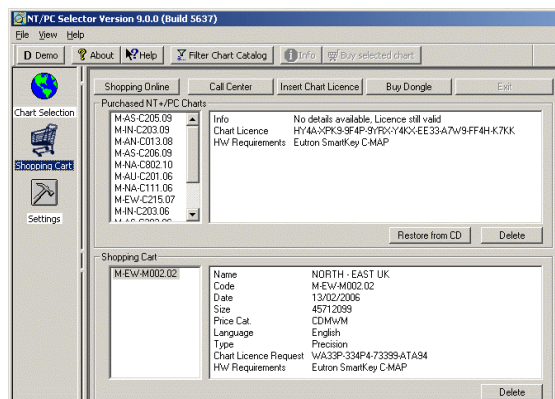 NT/PC Selector Version 9.0.0 (Build 5637)
File View Help
D Demo About Help Filter Chart Catalog Info Buy selected chart
Chart Selection
Shopping Cart
Settings
Shopping Online Call Center Insert Chart Licence Buy Dongle Exit
Purchased NT+/PC Charts
M-AS-C205.09
M-IN-C203.09
M-AN-C013.08
M-AS-C206.09
M-NA-C802.10
M-AU-C201.06
M-NA-C111.06
M-EW-C215.07
M-IN-C203.06
Info No details available, Licence still valid
Chart Licence HY4A-XPK9-9F4P-9YRX-Y4KX-EE33-A7W9-FF4H-K7KK
HW Requirements Eutron SmartKey C-MAP
Restore from CD Delete
Shopping Cart
M-EW-M002.02
Name NORTH - EAST UK
Code M-EW-M002.02
Date 13/02/2006
Size 45712099
Price Cat. CDMWM
Language English
Type Precision
Chart Licence Request WA33P-334P4-73399-ATA94
HW Requirements Eutron SmartKey C-MAP
Delete